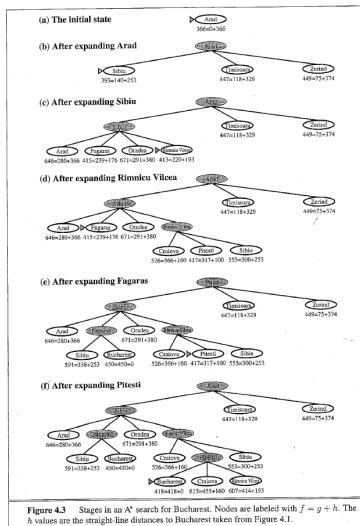 (a) The initial state
Arad
366=0+366
(b) After expanding Arad
Arad
Sibiu Timisoara Zerind
393=140+253 447=118+329 449=75+374
(c) After expanding Sibiu
Arad
Sibiu Timisoara Zerind
447=118+329 449=75+374
Arad Fagaras Oradea Rimnicu Vilcea
646=280+366 415=239+176 671=291+380 413=220+193
(d) After expanding Rimnicu Vilcea
Arad
Sibiu Timisoara Zerind
447=118+329 449=75+374
Arad Fagaras Oradea Rimnicu Vilcea
646=280+366 415=239+176 671=291+380
Craiova Pitesti Sibiu
526=366+160 417=317+100 553=300+253
(e) After expanding Fagaras
Arad
Sibiu Timisoara Zerind
447=118+329 449=75+374
Arad Fagaras Oradea Rimnicu Vilcea
646=280+366 671=291+380
Sibiu Bucharest Craiova Pitesti Sibiu
591=338+253 450=450+0 526=366+160 417=317+100 553=300+253
(f) After expanding Pitesti
Arad
Sibiu Timisoara Zerind
447=118+329 449=75+374
Arad Fagaras Oradea Rimnicu Vilcea
646=280+366 671=291+380
Sibiu Bucharest Craiova Pitesti Sibiu
591=338+253 450=450+0 526=366+160 553=300+253
Bucharest Craiova Rimnicu Vilcea
418=418+0 615=455+160 607=414+193
Figure 4.3 Stages in an A* search for Bucharest. Nodes are labeled with f = g + h. The
h values are the straight-line distances to Bucharest taken from Figure 4.1.